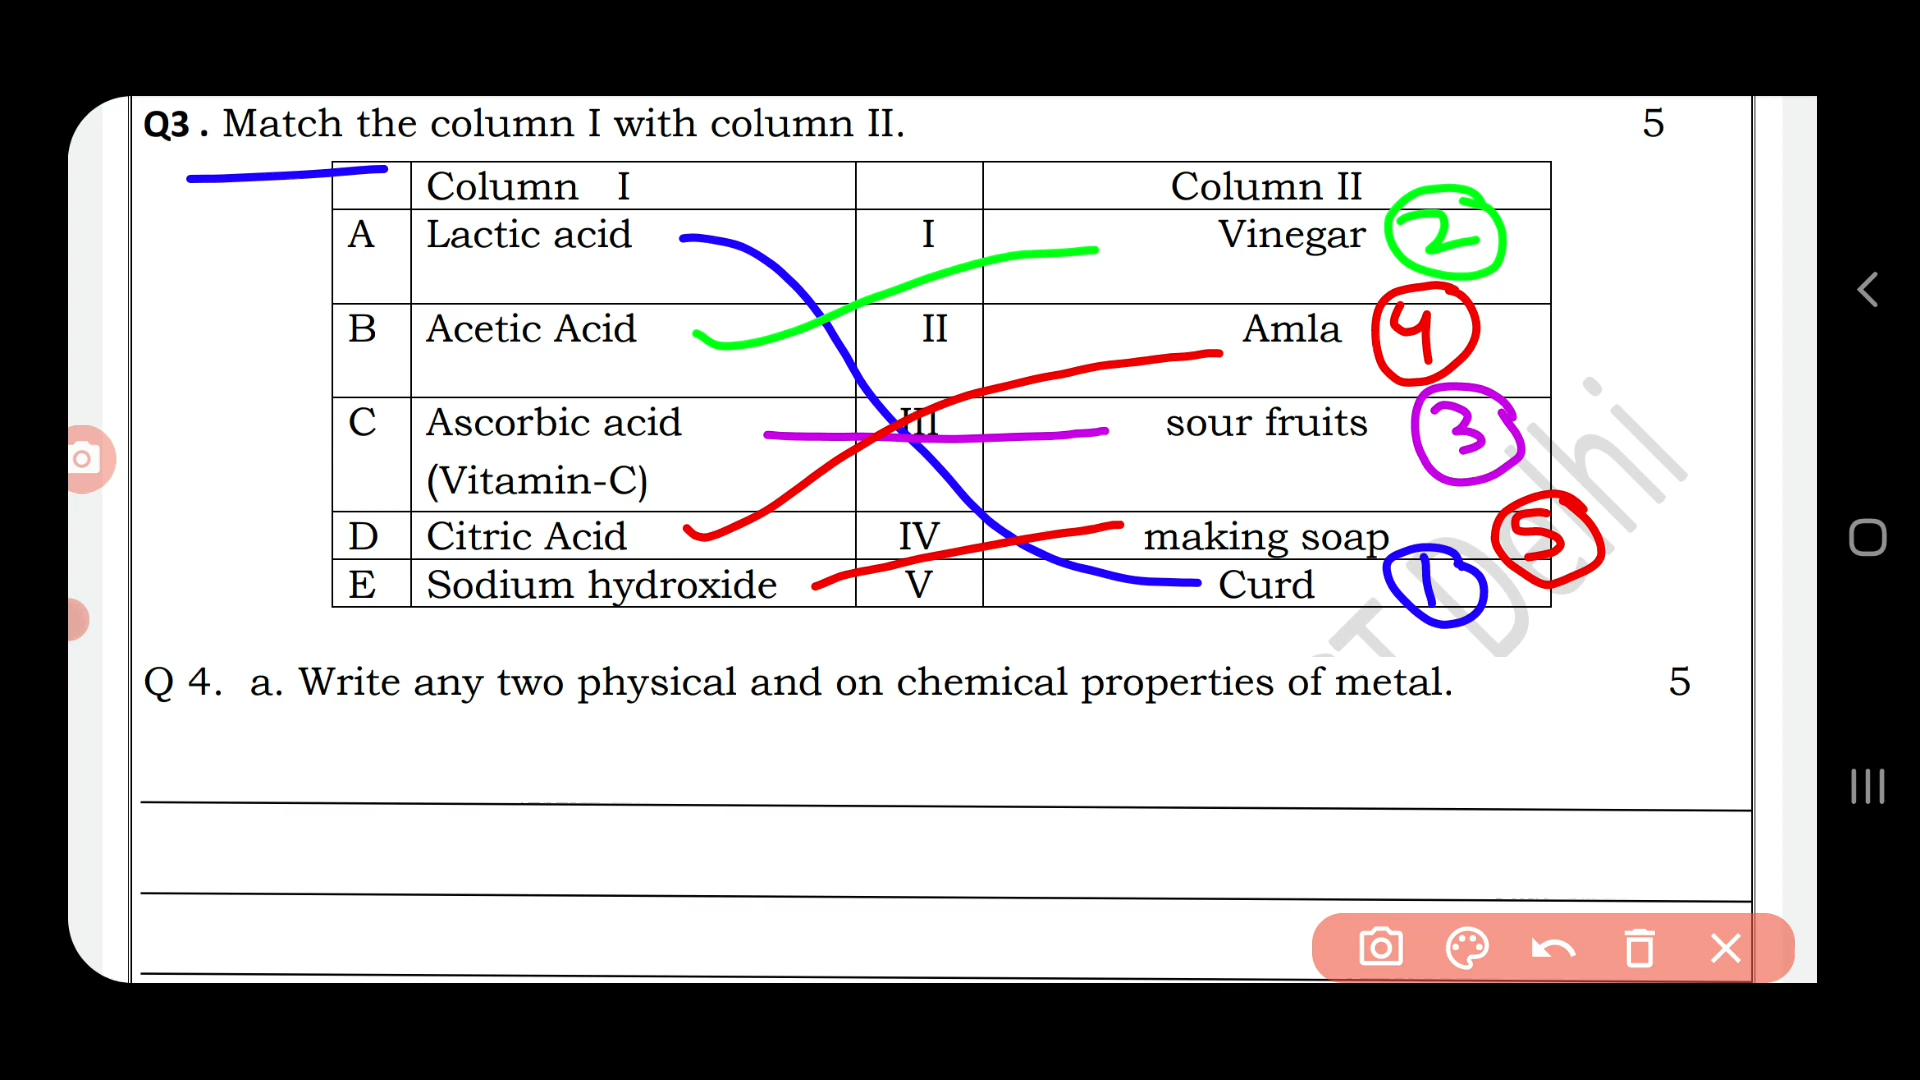 Q3 . Match the column I with column II. 5
Column I Column II
A Lactic acid I Vinegar 2
B Acetic Acid II Amla 4
C Ascorbic acid III sour fruits 3
(Vitamin-C)
D Citric Acid IV making soap 5
E Sodium hydroxide V Curd 1
Delhi
Q 4. a. Write any two physical and on chemical properties of metal. 5